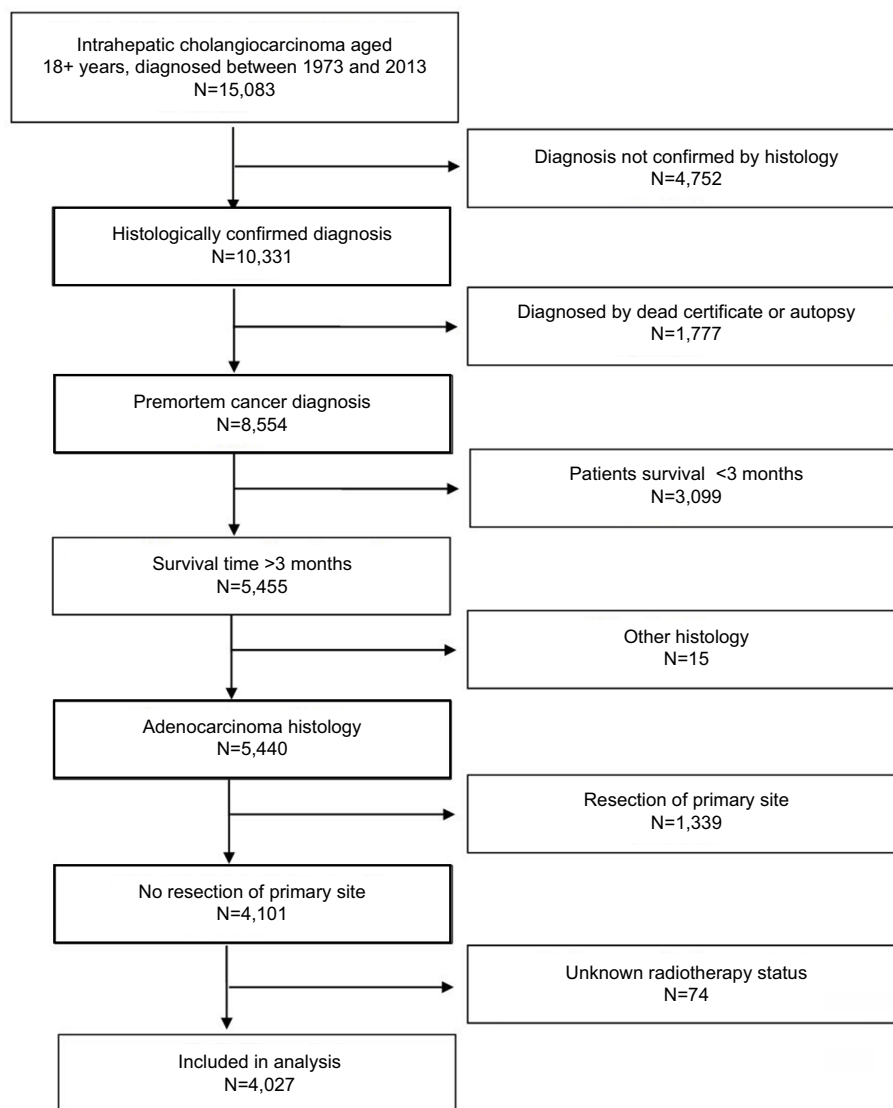 Intrahepatic cholangiocarcinoma aged
18+ years, diagnosed between 1973 and 2013
N=15,083
Diagnosis not confirmed by histology
N=4,752
Histologically confirmed diagnosis
N=10,331
Diagnosed by dead certificate or autopsy
N=1,777
Premortem cancer diagnosis
N=8,554
Patients survival <3 months
N=3,099
Survival time >3 months
N=5,455
Other histology
N=15
Adenocarcinoma histology
N=5,440
Resection of primary site
N=1,339
No resection of primary site
N=4,101
Unknown radiotherapy status
N=74
Included in analysis
N=4,027